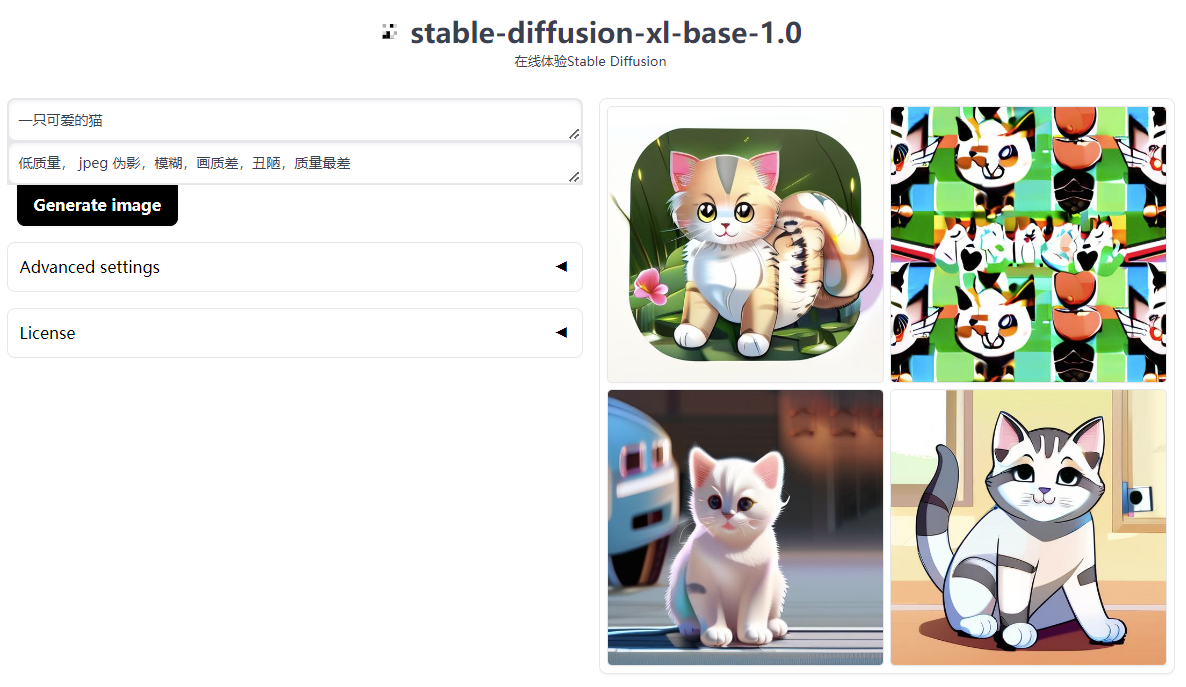 stable-diffusion-xl-base-1.0
在线体验Stable Diffusion
一只可爱的猫
低质量， jpeg 伪影，模糊，画质差，丑陋，质量最差
Generate image
Advanced settings
License